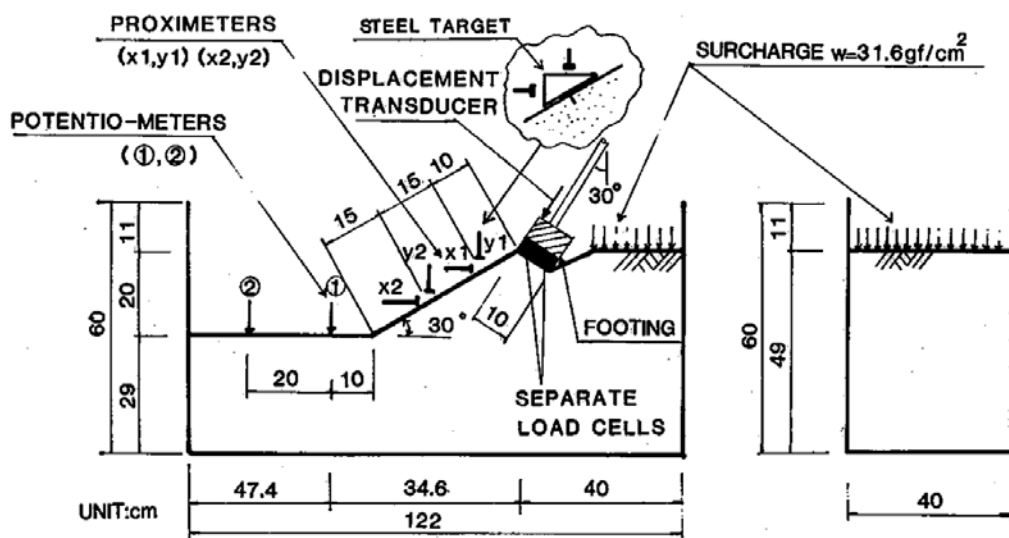 PROXIMETERS
(x1,y1) (x2,y2)
STEEL TARGET
DISPLACEMENT
TRANSDUCER
SURCHARGE w=31.6gf/cm²
POTENTIO-METERS
(①,②)
10
15
15
30°
11
20
29
60
y2
x1
y1
x2
②
①
30°
10
FOOTING
20
10
SEPARATE
LOAD CELLS
11
49
60
47.4
34.6
40
122
40
UNIT:cm